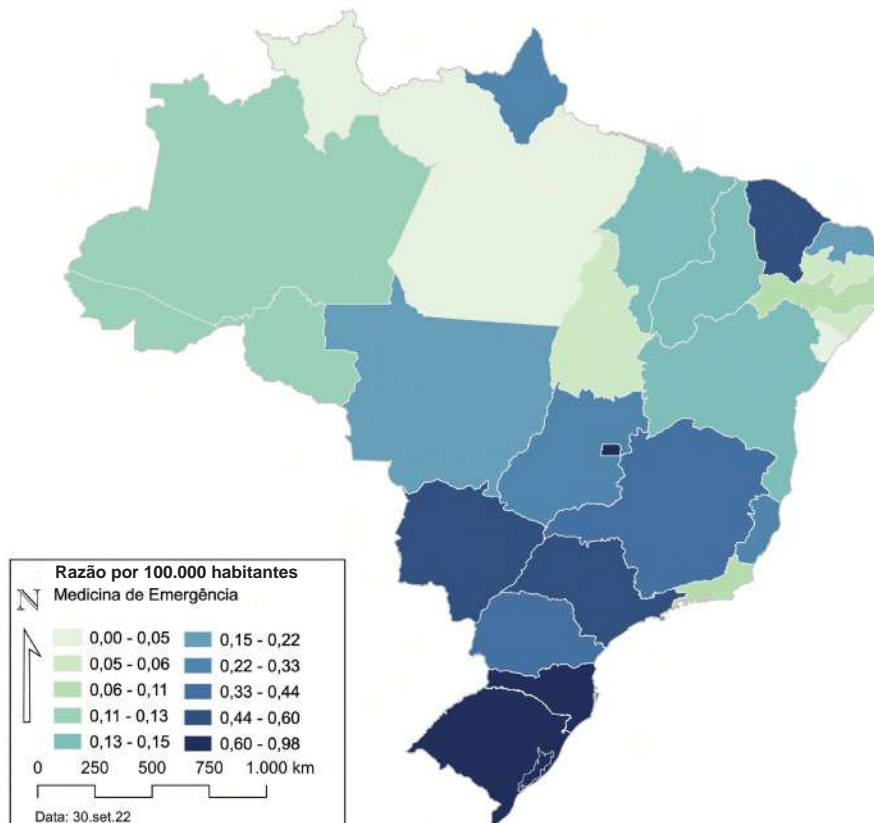 Razão por 100.000 habitantes
N Medicina de Emergência
0,00 - 0,05
0,05 - 0,06
0,06 - 0,11
0,11 - 0,13
0,13 - 0,15
0,15 - 0,22
0,22 - 0,33
0,33 - 0,44
0,44 - 0,60
0,60 - 0,98
0 250 500 750 1.000 km
Data: 30.set.22